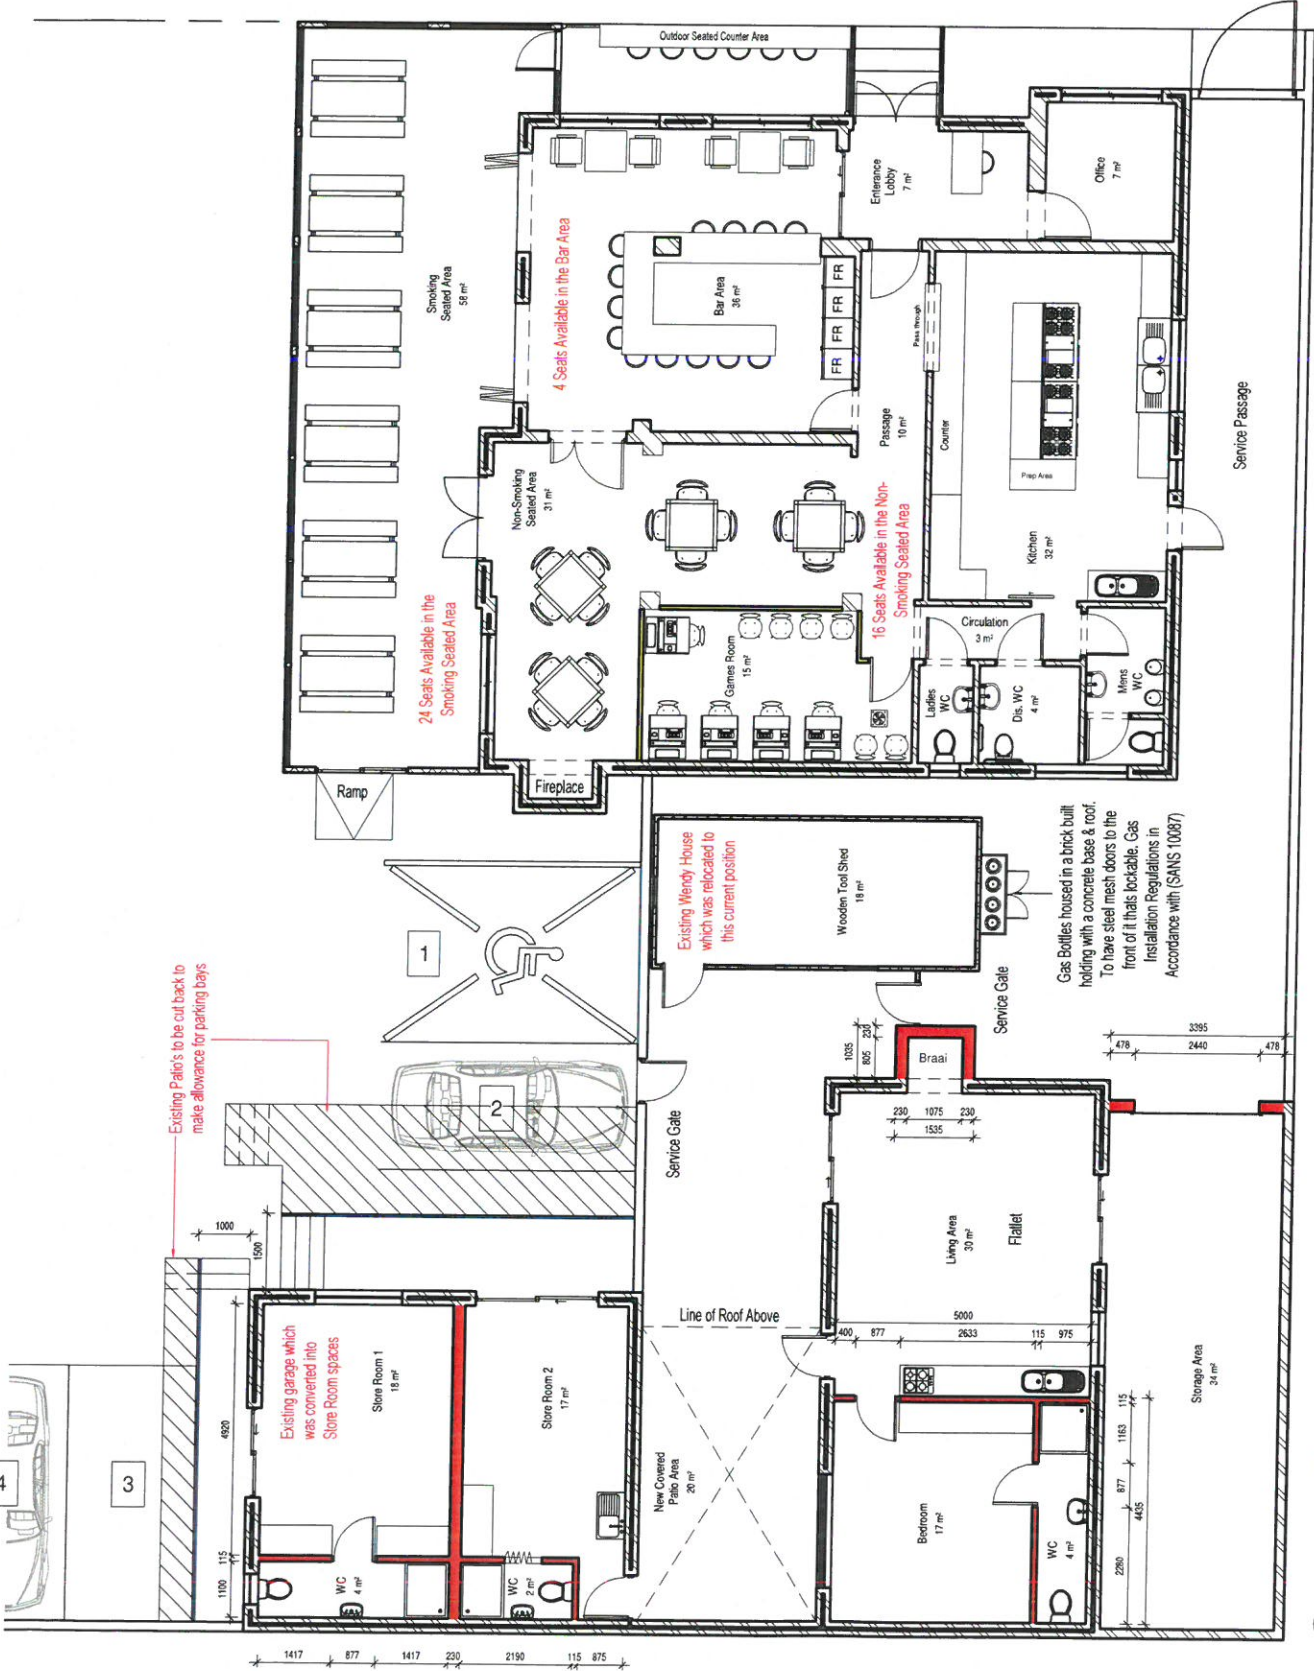 Outdoor Seated Counter Area
Smoking
Seated Area
58 m²
4 Seats Available in the Bar Area
Bar Area
36 m²
FR
FR
FR
FR
Enterance
Lobby
7 m²
Office
7 m²
Non-Smoking
Seated Area
31 m²
24 Seats Available in the
Smoking Seated Area
16 Seats Available in the Non-
Smoking Seated Area
Passage
10 m²
Pass through
Counter
Prep Area
Kitchen
32 m²
Service Passage
Games Room
15 m²
Circulation
3 m²
Ladies
WC
Dis. WC
4 m²
Mens
WC
Ramp
Fireplace
Existing Wendy House
which was relocated to
this current position
Wooden Tool Shed
18 m²
Gas Bottles housed in a brick built
holding with a concrete base & roof.
To have steel mesh doors to the
front of it thats lockable. Gas
Installation Regulations in
Accordance with (SANS 10087)
1
2
3
4
Existing Patio's to be cut back to
make allowance for parking bays
Service Gate
Service Gate
Braai
1035
805
230
230
1075
230
1535
3395
478
2440
478
1000
1500
Living Area
30 m²
Flatlet
Line of Roof Above
5000
400
877
2633
115
975
Existing garage which
was converted into
Store Room spaces
Store Room 1
18 m²
Store Room 2
17 m²
New Covered
Patio Area
20 m²
Storage Area
34 m²
Bedroom
17 m²
WC
4 m²
WC
4 m²
WC
2 m²
4920
115
1100
115
1163
877
2280
4435
1417
877
1417
230
2190
115
875